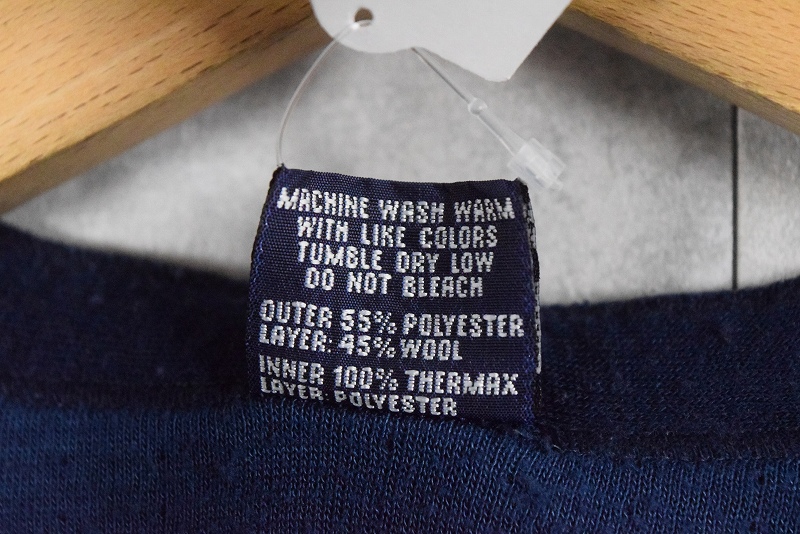 MACHINE WASH WARM
WITH LIKE COLORS
TUMBLE DRY LOW
DO NOT BLEACH
OUTER 55% POLYESTER
LAYER: 45% WOOL
INNER 100% THERMAX
LAYER: POLYESTER